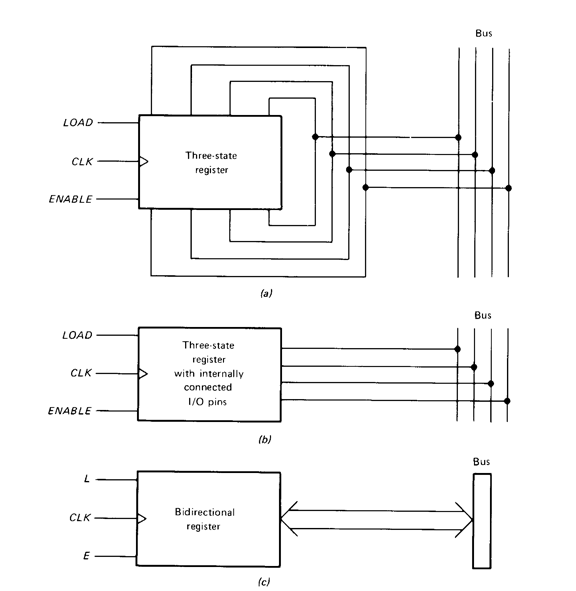 Bus
LOAD
CLK
ENABLE
Three-state
register
(a)
Bus
LOAD
CLK
ENABLE
Three-state
register
with internally
connected
I/O pins
(b)
Bus
L
CLK
E
Bidirectional
register
(c)